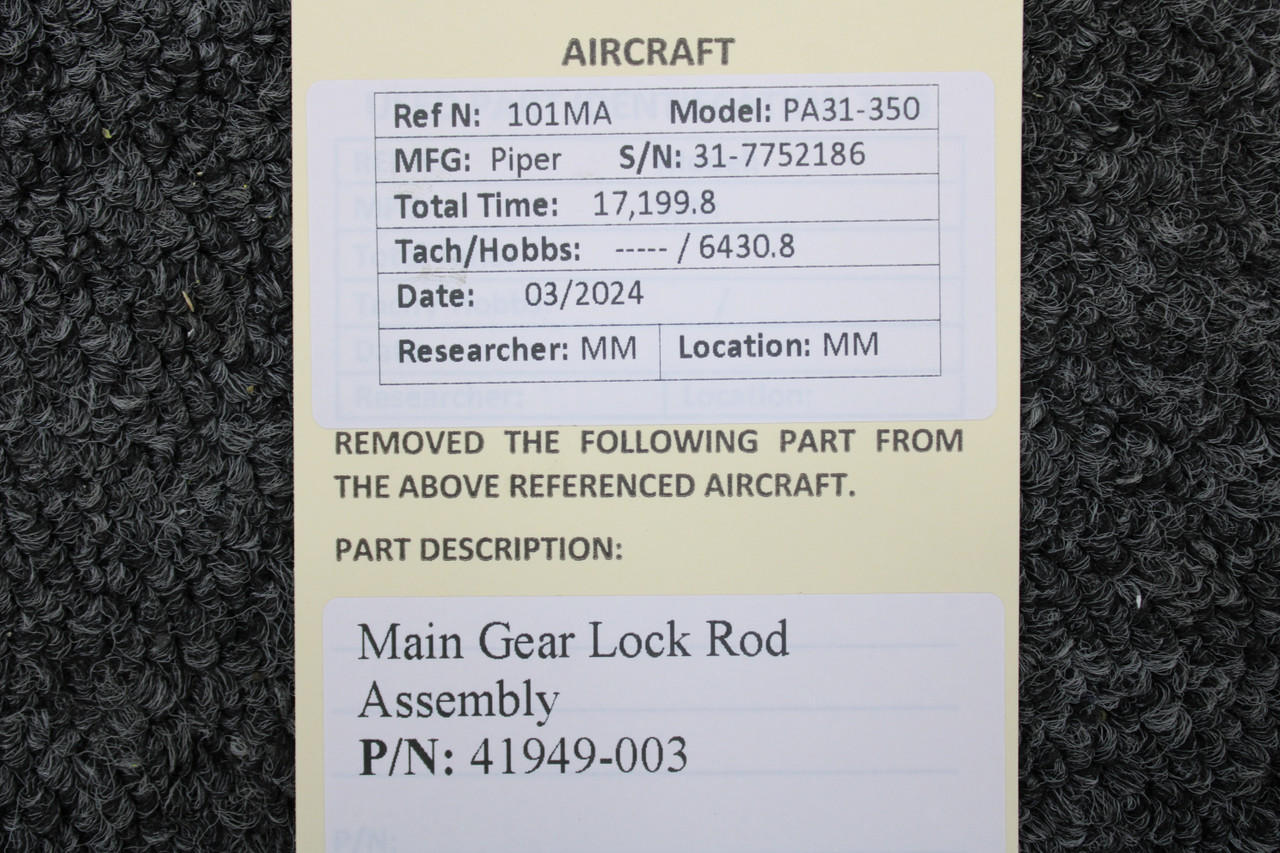 AIRCRAFT
Ref N: 101MA Model: PA31-350
MFG: Piper S/N: 31-7752186
Total Time: 17,199.8
Tach/Hobbs: ----- / 6430.8
Date: 03/2024
Researcher: MM Location: MM
Researcher: Location:
REMOVED THE FOLLOWING PART FROM
THE ABOVE REFERENCED AIRCRAFT.
PART DESCRIPTION:
Main Gear Lock Rod
Assembly
P/N: 41949-003
P/N: